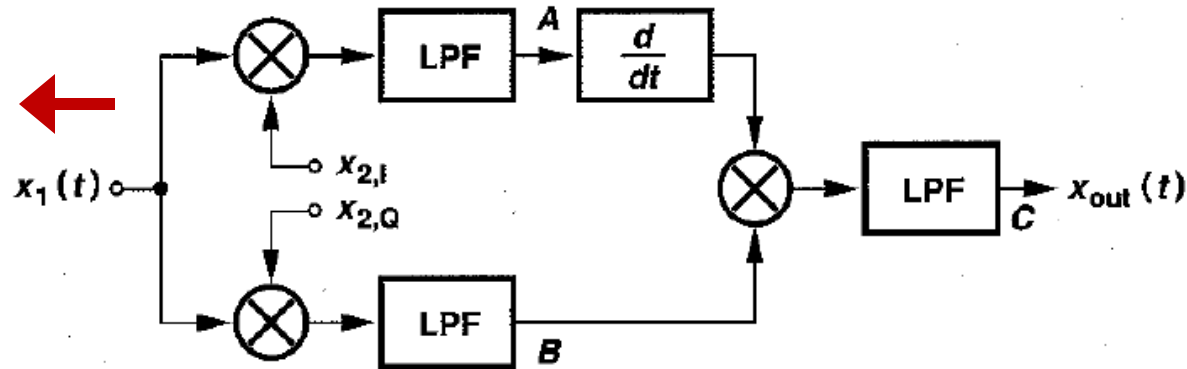 A
LPF
d
dt
x₂,I
x₁(t)
x₂,Q
LPF
C
xout(t)
LPF
B